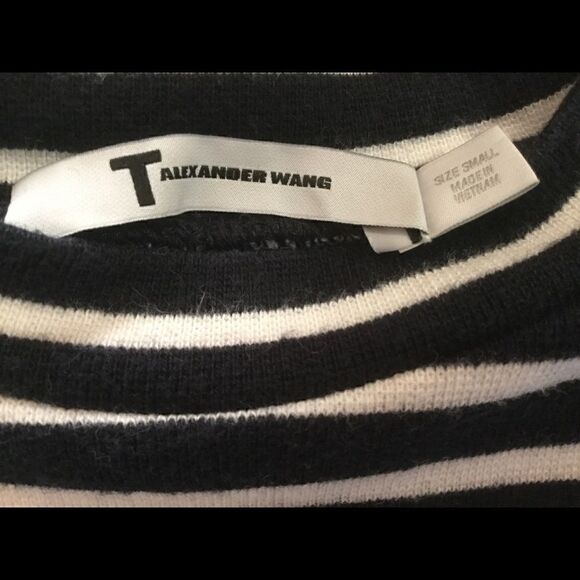 T ALEXANDER WANG
SIZE SMALL
MADE IN
VIETNAM